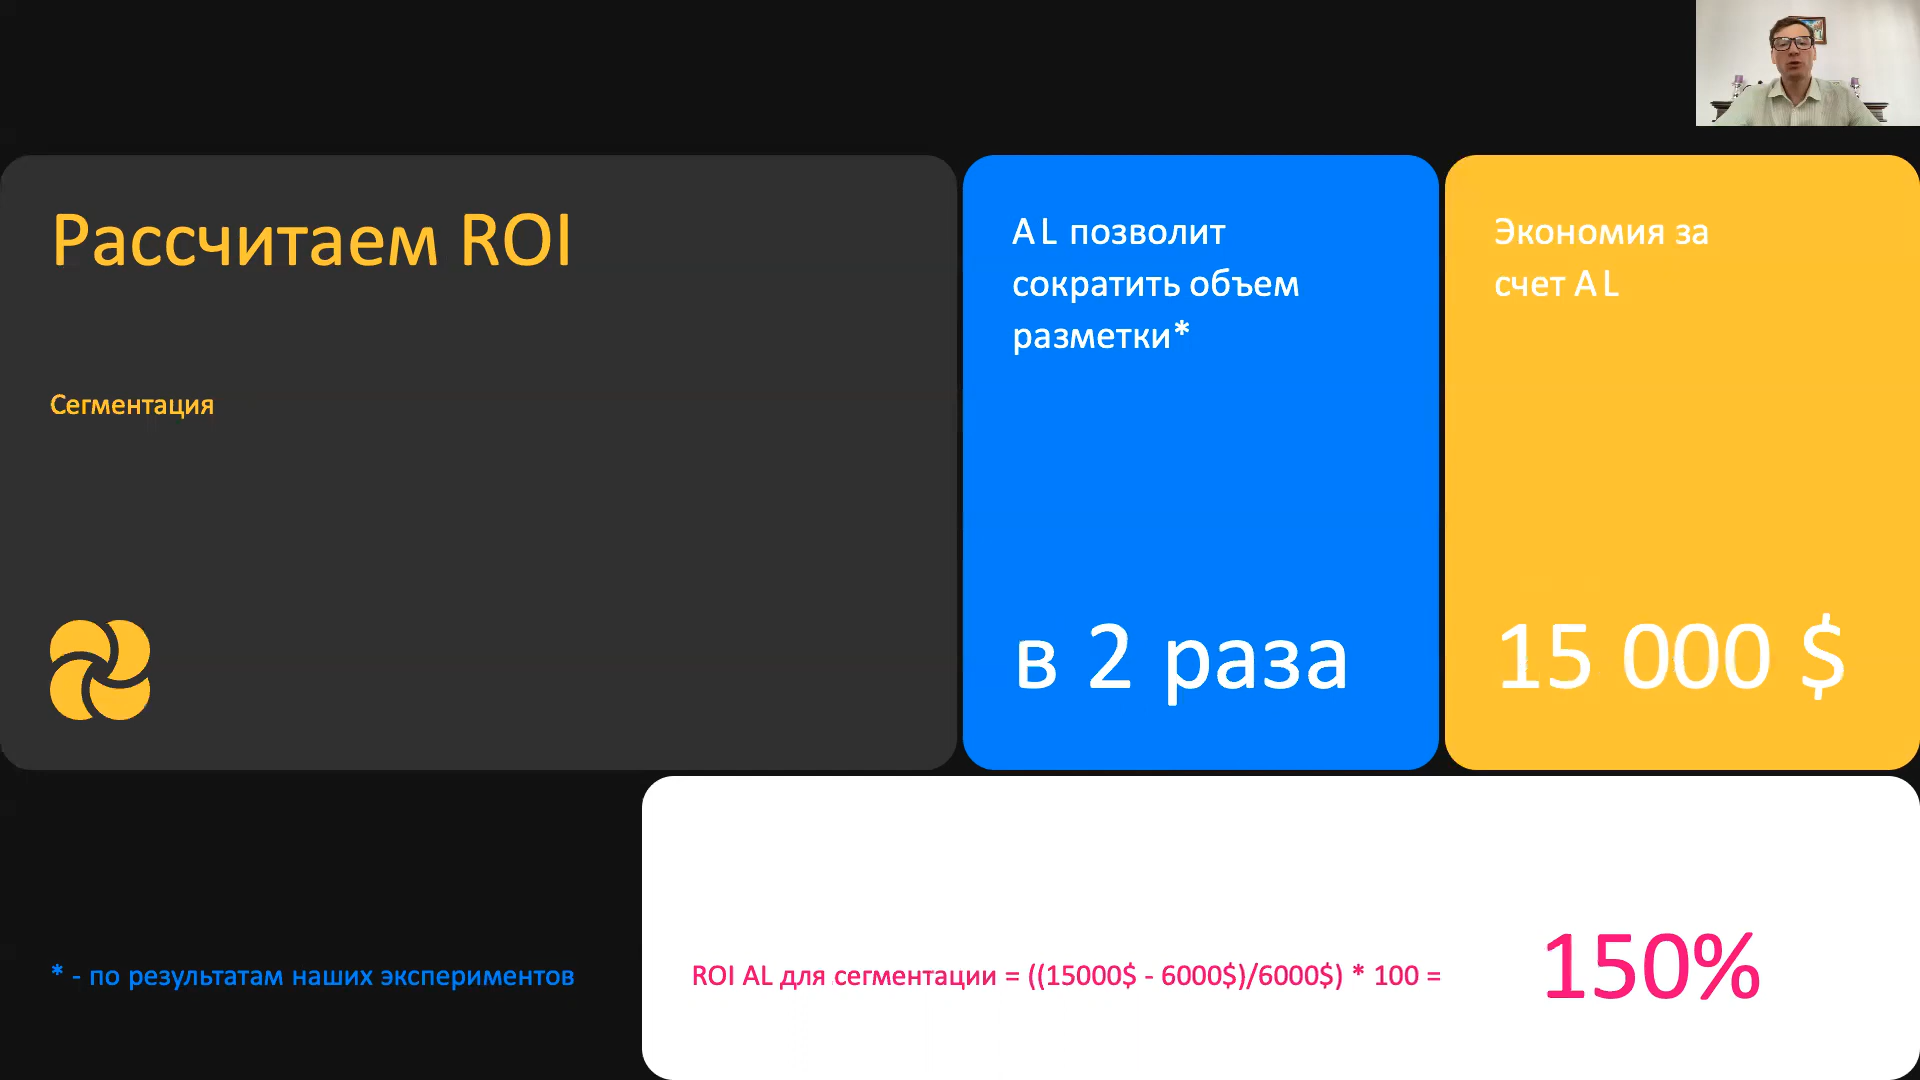 Рассчитаем ROI
Сегментация
AL позволит
сократить объем
разметки*
в 2 раза
Экономия за
счет AL
15 000 $
* - по результатам наших экспериментов
ROI AL для сегментации = ((15000$ - 6000$)/6000$) * 100 =
150%